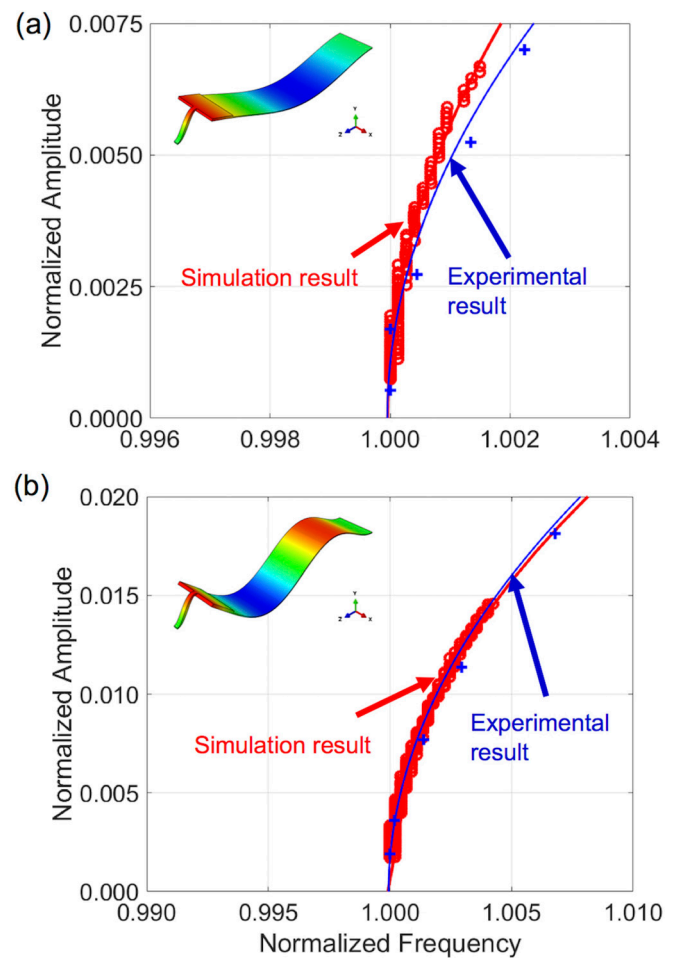 (a)
Normalized Amplitude
0.0075
0.0050
0.0025
0.0000
Y
Z
X
Simulation result
Experimental
result
0.996
0.998
1.000
1.002
1.004
(b)
Normalized Amplitude
0.020
0.015
0.010
0.005
0.000
Y
Z
X
Simulation result
Experimental
result
0.990
0.995
1.000
1.005
1.010
Normalized Frequency